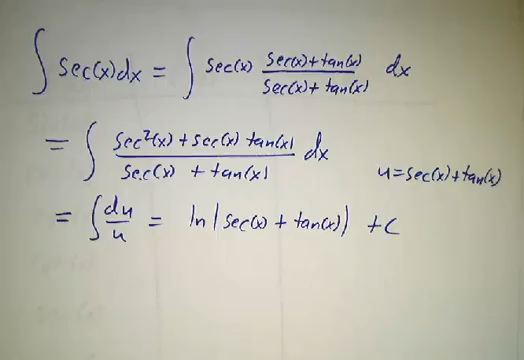 ∫ sec(x)dx = ∫ sec(x) (sec(x)+tan(x))/(sec(x)+tan(x)) dx
= ∫ (sec²(x)+sec(x)tan(x))/(sec(x)+tan(x)) dx   u=sec(x)+tan(x)
= ∫ du/u = ln|sec(x)+tan(x)| +C